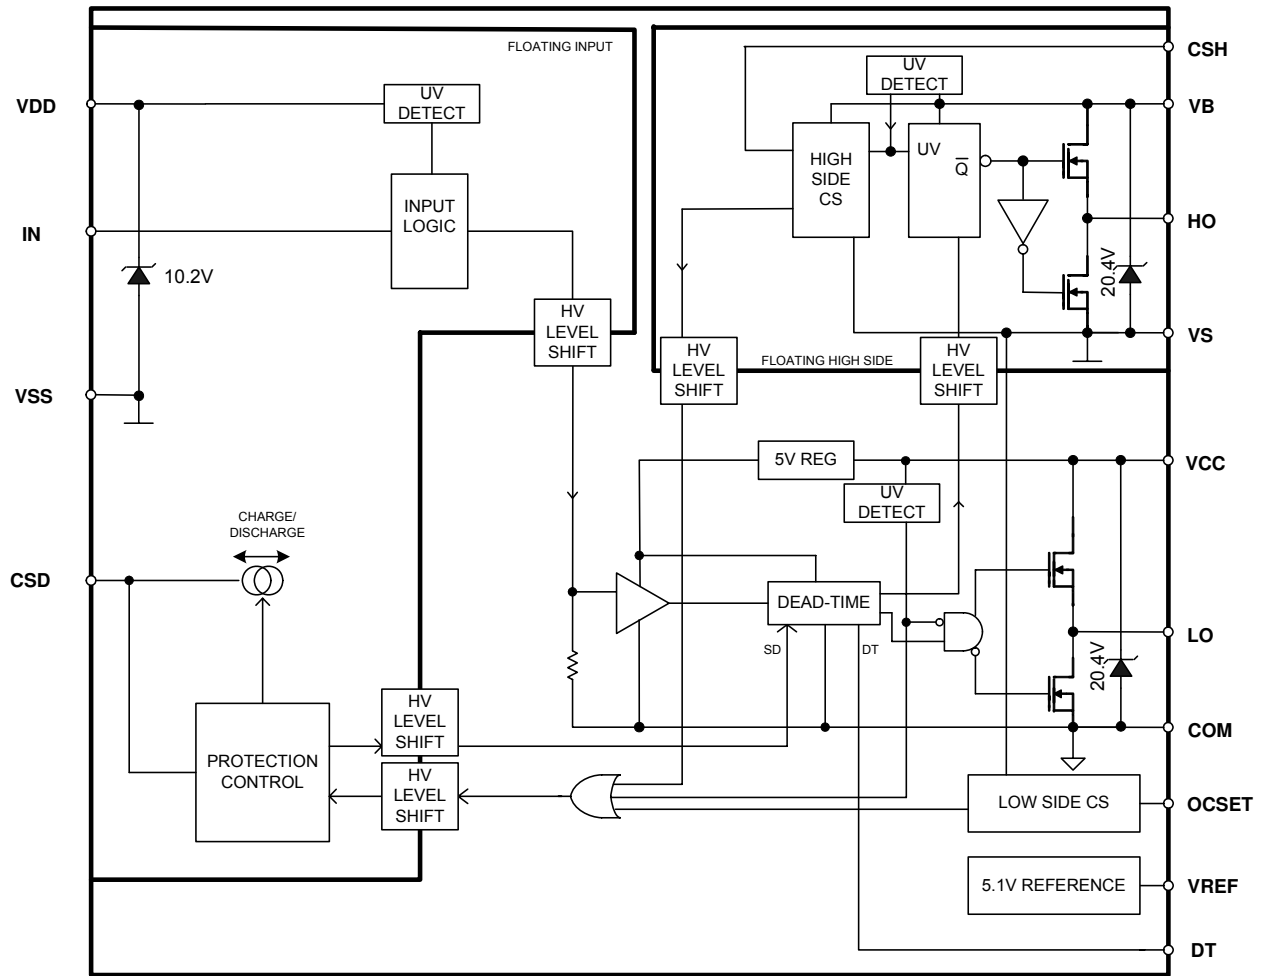 FLOATING INPUT
CSH
UV
DETECT
VDD
UV
DETECT
VB
HIGH
SIDE
CS
UV
Q̅
INPUT
LOGIC
HO
IN
10.2V
20.4V
HV
LEVEL
SHIFT
VS
HV
LEVEL
SHIFT
FLOATING HIGH SIDE
HV
LEVEL
SHIFT
VSS
5V REG
VCC
UV
DETECT
CHARGE/
DISCHARGE
CSD
DEAD-TIME
SD
DT
LO
20.4V
HV
LEVEL
SHIFT
COM
PROTECTION
CONTROL
HV
LEVEL
SHIFT
LOW SIDE CS
OCSET
5.1V REFERENCE
VREF
DT